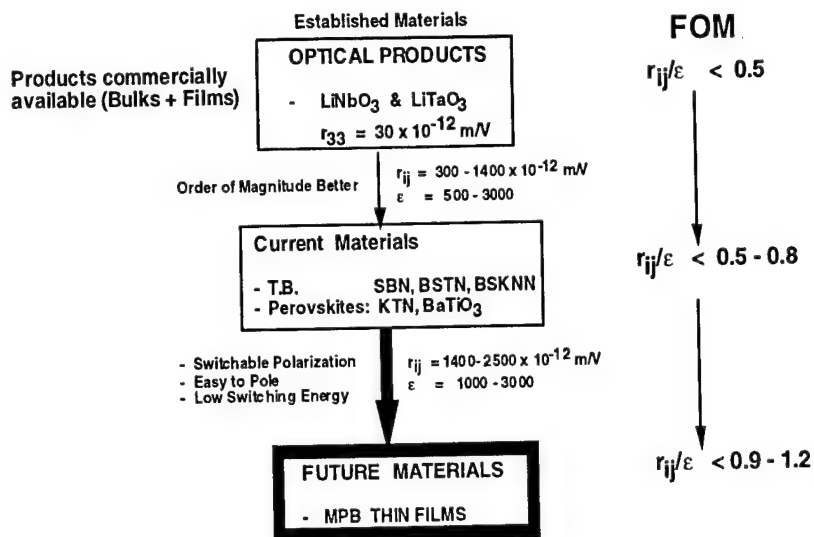 Established Materials
OPTICAL PRODUCTS
- LiNbO3 & LiTaO3
r33 = 30 x 10-12 m/V
Products commercially
available (Bulks + Films)
FOM
rij/ε < 0.5
Order of Magnitude Better
rij = 300 - 1400 x 10-12 m/V
ε = 500 - 3000
Current Materials
- T.B. SBN, BSTN, BSKNN
- Perovskites: KTN, BaTiO3
rij/ε < 0.5 - 0.8
- Switchable Polarization
- Easy to Pole
- Low Switching Energy
rij = 1400-2500 x 10-12 m/V
ε = 1000 - 3000
FUTURE MATERIALS
- MPB THIN FILMS
rij/ε < 0.9 - 1.2